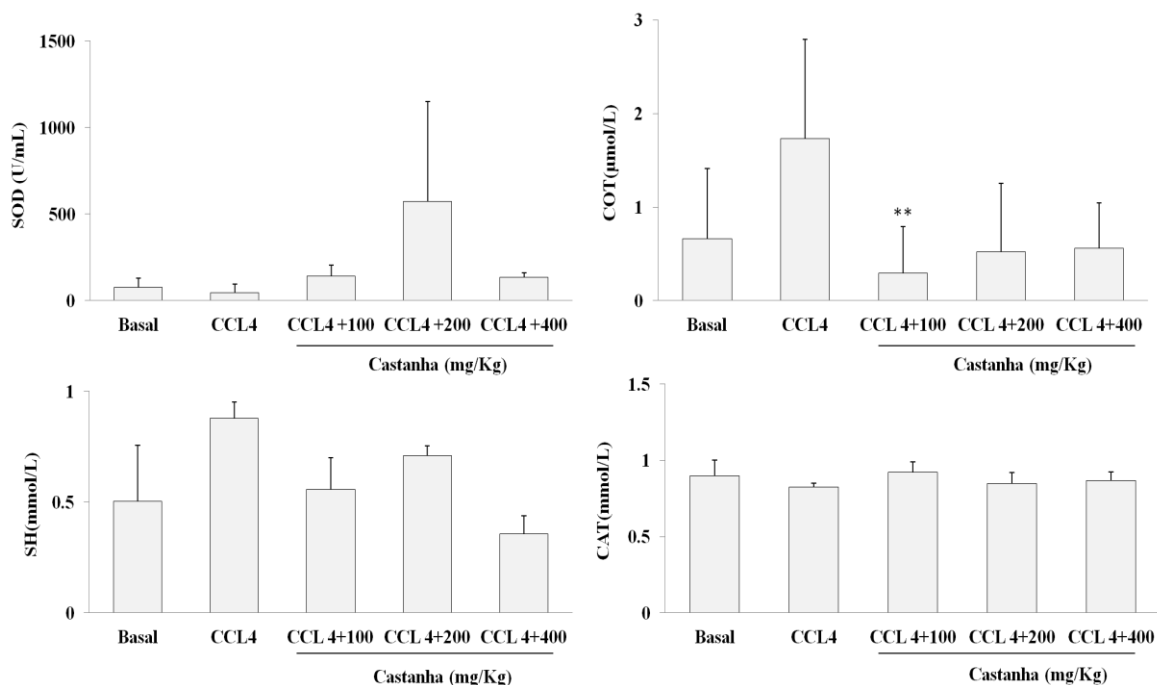 SOD (U/mL)
1500
1000
500
0
Basal CCL4 CCL4 +100 CCL4 +200 CCL4 +400
Castanha (mg/Kg)
COT(µmol/L)
3
2
1
0
**
Basal CCL4 CCL 4+100 CCL 4+200 CCL 4+400
Castanha (mg/Kg)
SH(mmol/L)
1
0.5
0
Basal CCL4 CCL 4+100 CCL 4+200 CCL 4+400
Castanha (mg/Kg)
CAT(mmol/L)
1.5
1
0.5
0
Basal CCL4 CCL 4+100 CCL 4+200 CCL 4+400
Castanha (mg/Kg)